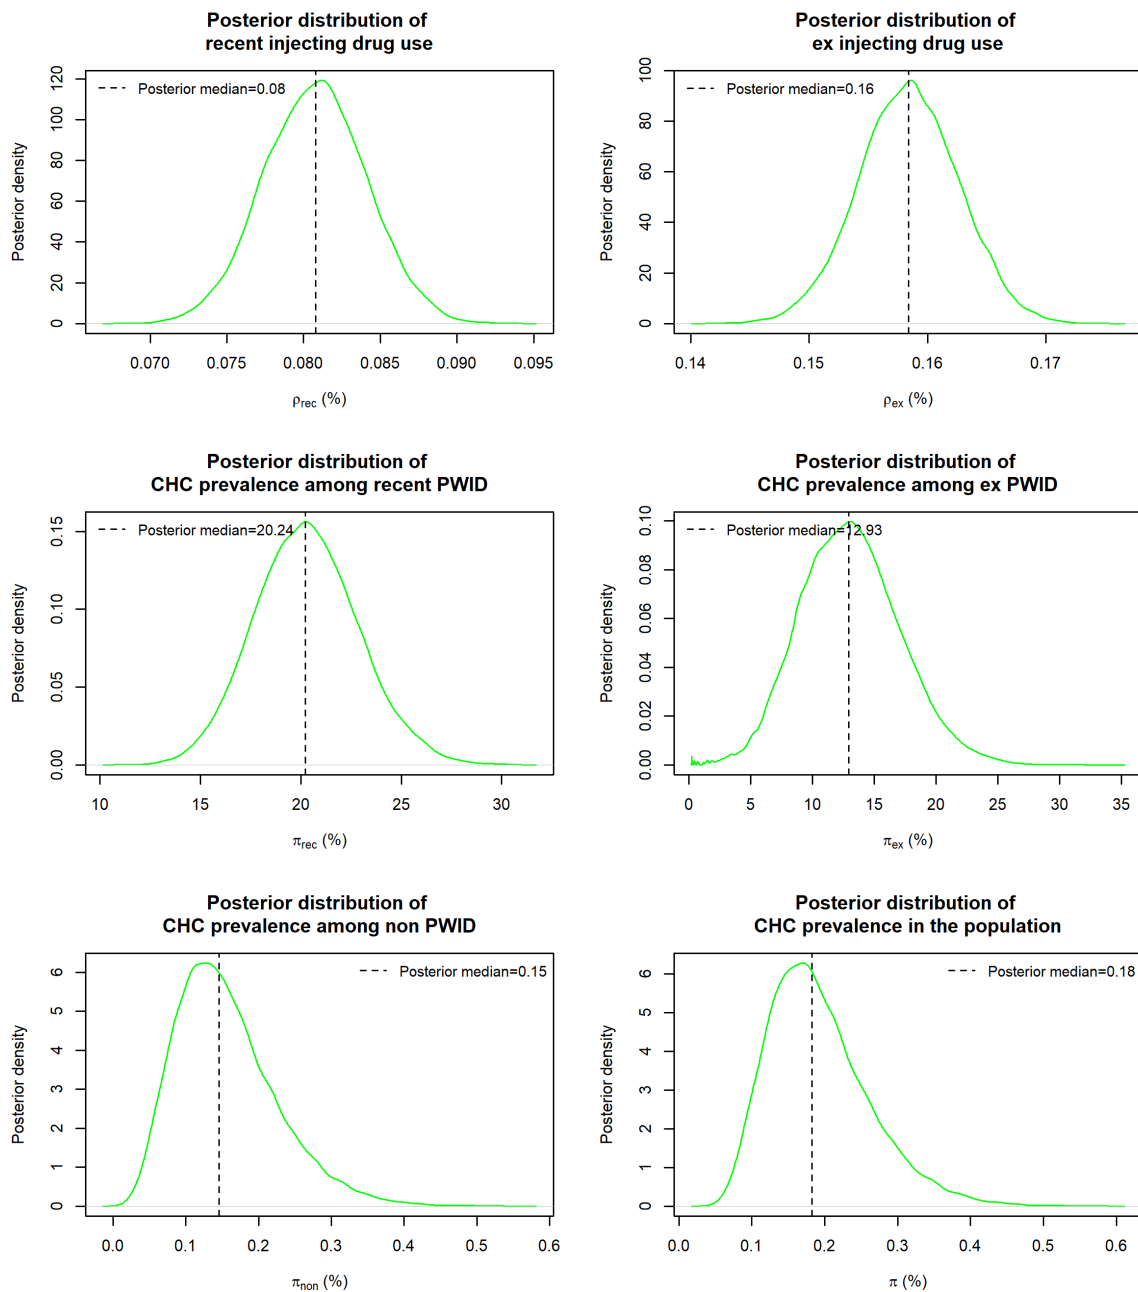 Posterior distribution of
recent injecting drug use
Posterior density
0 20 40 60 80 100 120
Posterior median=0.08
0.070 0.075 0.080 0.085 0.090 0.095
ρrec (%)
Posterior distribution of
ex injecting drug use
Posterior density
0 20 40 60 80 100
Posterior median=0.16
0.14 0.15 0.16 0.17
ρex (%)
Posterior distribution of
CHC prevalence among recent PWID
Posterior density
0.00 0.05 0.10 0.15
Posterior median=20.24
10 15 20 25 30
πrec (%)
Posterior distribution of
CHC prevalence among ex PWID
Posterior density
0.00 0.02 0.04 0.06 0.08 0.10
Posterior median=12.93
0 5 10 15 20 25 30 35
πex (%)
Posterior distribution of
CHC prevalence among non PWID
Posterior density
0 1 2 3 4 5 6
Posterior median=0.15
0.0 0.1 0.2 0.3 0.4 0.5 0.6
πnon (%)
Posterior distribution of
CHC prevalence in the population
Posterior density
0 1 2 3 4 5 6
Posterior median=0.18
0.0 0.1 0.2 0.3 0.4 0.5 0.6
π (%)